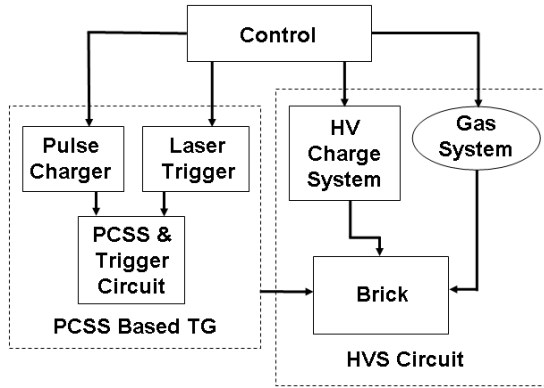 Control
Pulse
Charger
Laser
Trigger
HV
Charge
System
Gas
System
PCSS &
Trigger
Circuit
Brick
PCSS Based TG
HVS Circuit